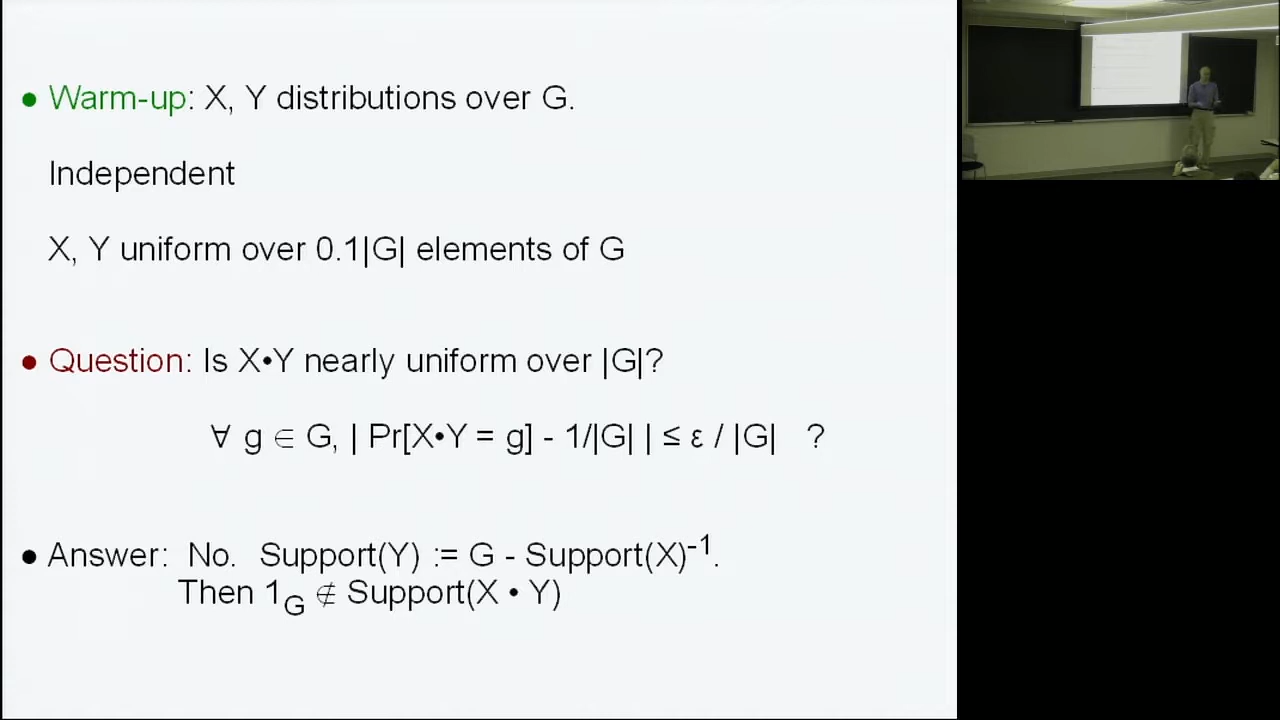 • Warm-up: X, Y distributions over G.
Independent
X, Y uniform over 0.1|G| elements of G
• Question: Is X•Y nearly uniform over |G|?
∀ g ∈ G, | Pr[X•Y = g] - 1/|G| | ≤ ε / |G| ?
• Answer: No. Support(Y) := G - Support(X)⁻¹.
Then 1_G ∉ Support(X • Y)